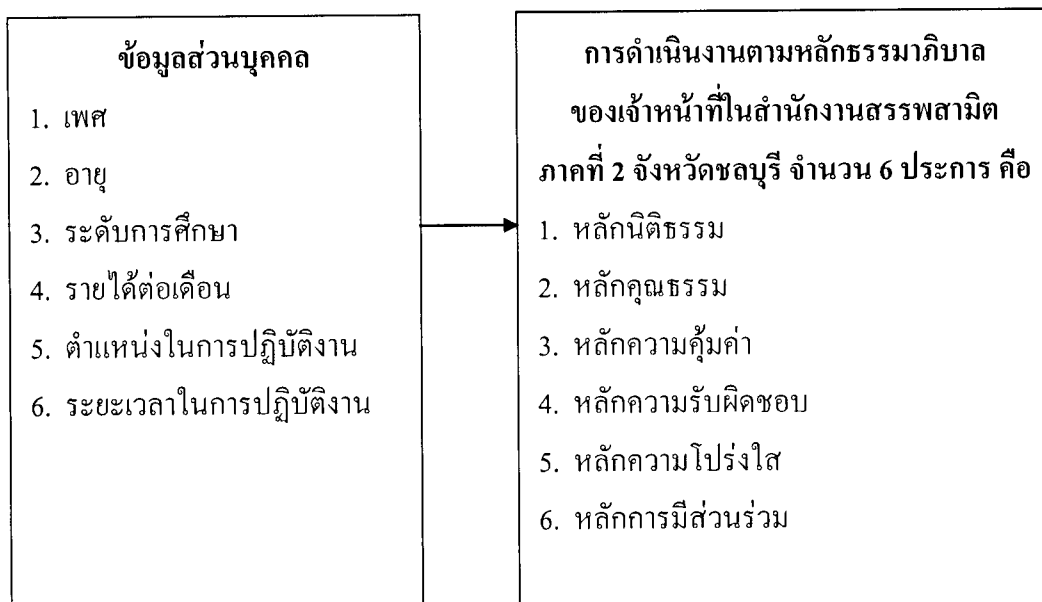 ข้อมูลส่วนบุคคล
1. เพศ
2. อายุ
3. ระดับการศึกษา
4. รายได้ต่อเดือน
5. ตำแหน่งในการปฏิบัติงาน
6. ระยะเวลาในการปฏิบัติงาน
การดำเนินงานตามหลักธรรมาภิบาล
ของเจ้าหน้าที่ในสำนักงานสรรพสามิต
ภาคที่ 2 จังหวัดชลบุรี จำนวน 6 ประการ คือ
1. หลักนิติธรรม
2. หลักคุณธรรม
3. หลักความคุ้มค่า
4. หลักความรับผิดชอบ
5. หลักความโปร่งใส
6. หลักการมีส่วนร่วม